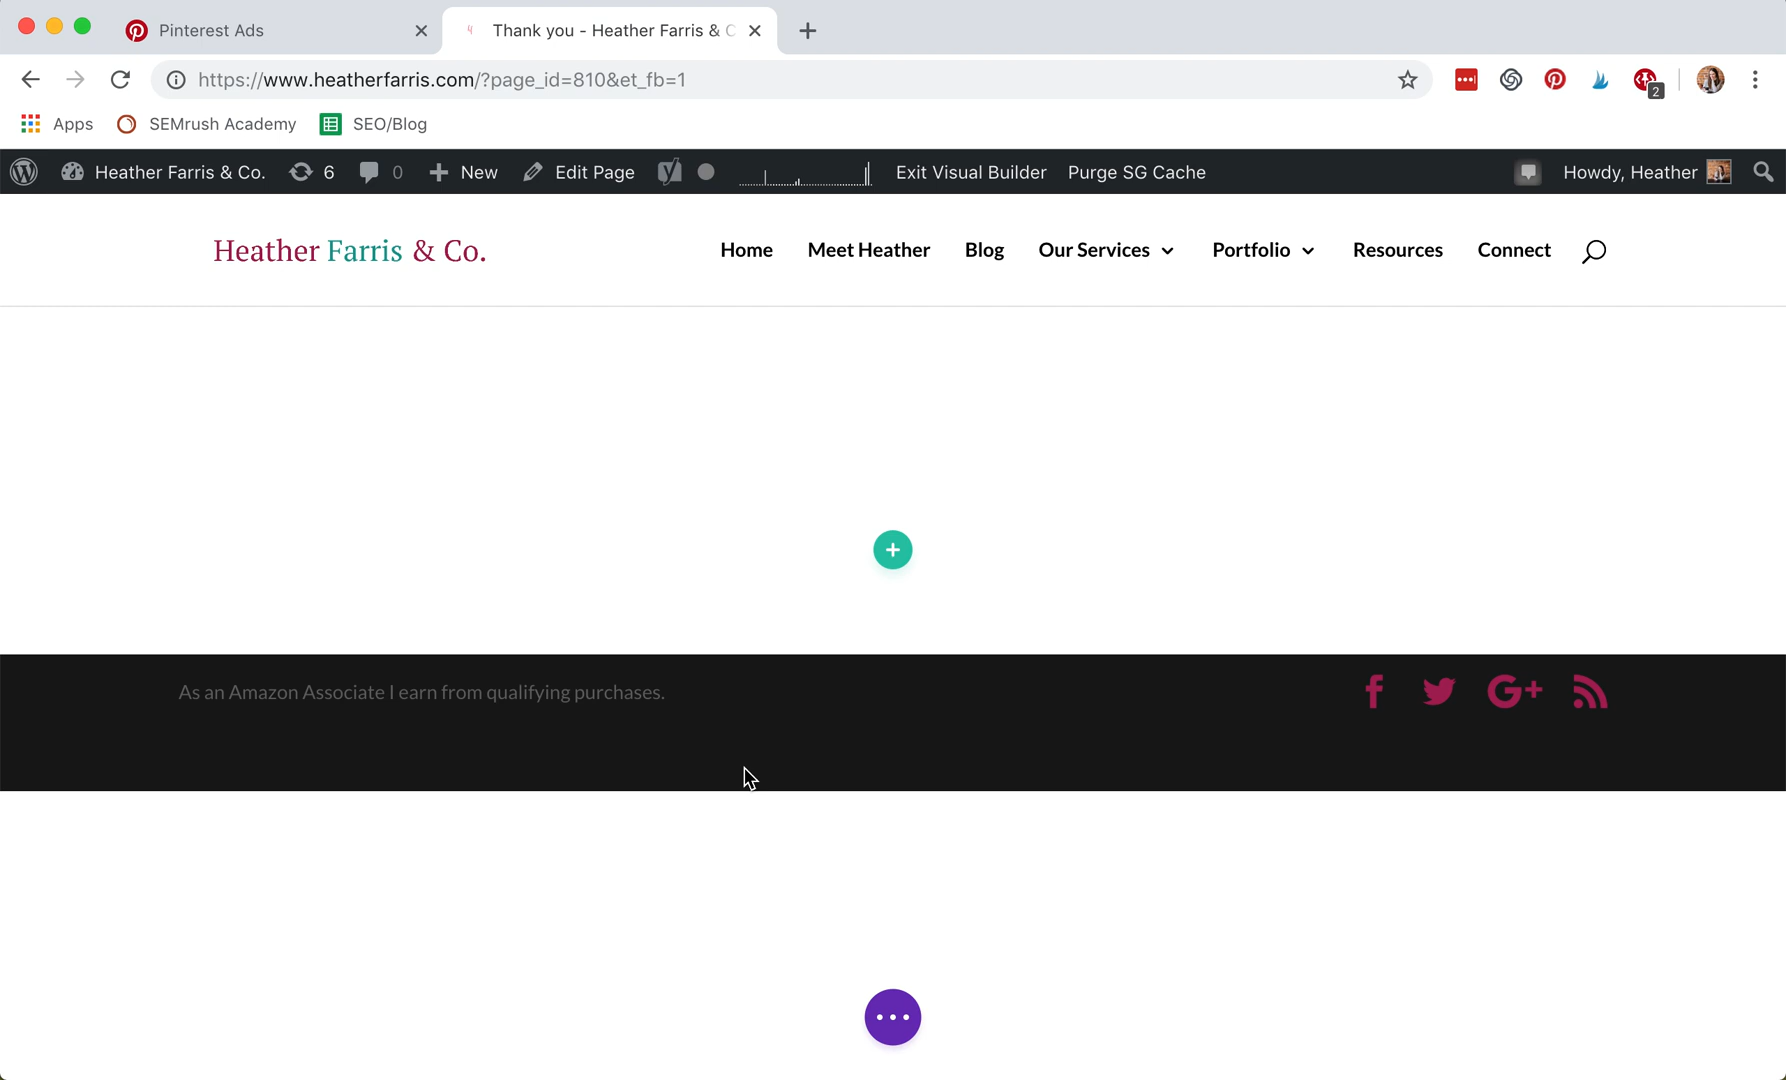 Pinterest Ads
Thank you - Heather Farris & C
https://www.heatherfarris.com/?page_id=810&et_fb=1
2
Apps SEMrush Academy SEO/Blog
Heather Farris & Co. 6 0 New Edit Page Exit Visual Builder Purge SG Cache Howdy, Heather
Heather Farris & Co. Home Meet Heather Blog Our Services Portfolio Resources Connect
As an Amazon Associate I earn from qualifying purchases.